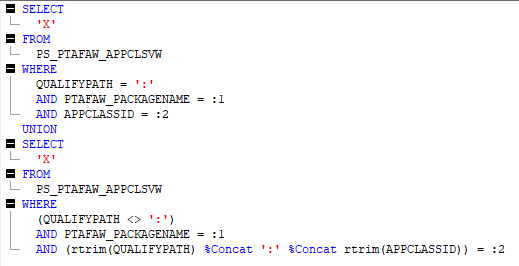 SELECT
'X'
FROM
PS_PTAFAW_APPCLSVW
WHERE
QUALIFYPATH = ':'
AND PTAFAW_PACKAGENAME = :1
AND APPCLASSID = :2
UNION
SELECT
'X'
FROM
PS_PTAFAW_APPCLSVW
WHERE
(QUALIFYPATH <> ':')
AND PTAFAW_PACKAGENAME = :1
AND (rtrim(QUALIFYPATH) %Concat ':' %Concat rtrim(APPCLASSID)) = :2